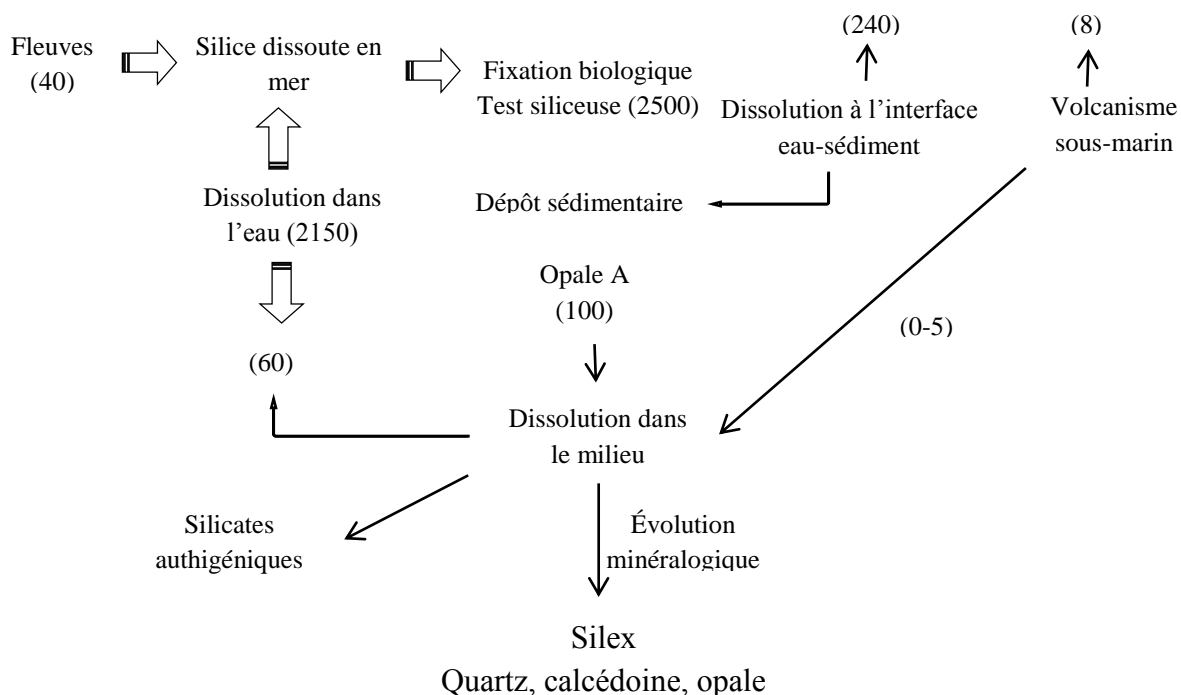 Fleuves
(40)
Silice dissoute en
mer
Fixation biologique
Test siliceuse (2500)
(240)
Dissolution à l'interface
eau-sédiment
(8)
Volcanisme
sous-marin
Dissolution dans
l'eau (2150)
Dépôt sédimentaire
Opale A
(100)
(0-5)
(60)
Dissolution dans
le milieu
Silicates
authigéniques
Évolution
minéralogique
Silex
Quartz, calcédoine, opale